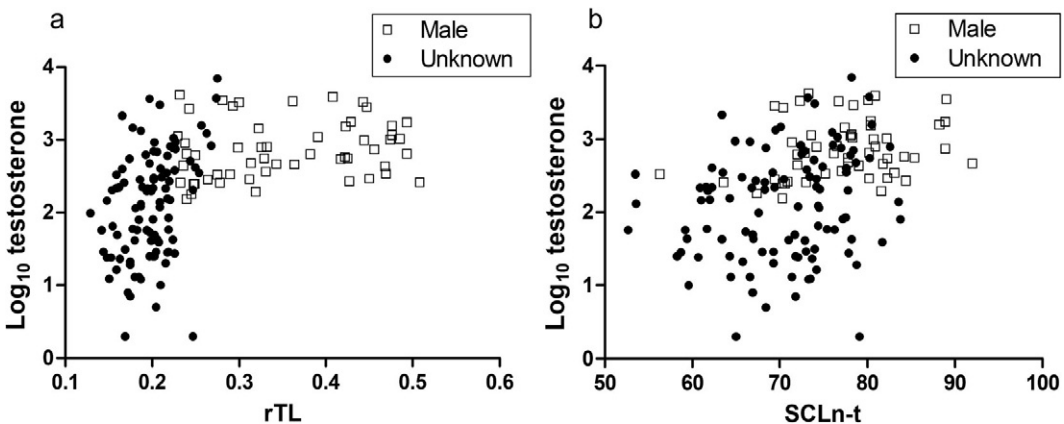 a
Male
Unknown
Log10 testosterone
4
3
2
1
0
0.1 0.2 0.3 0.4 0.5 0.6
rTL
b
Male
Unknown
Log10 testosterone
4
3
2
1
0
50 60 70 80 90 100
SCLn-t